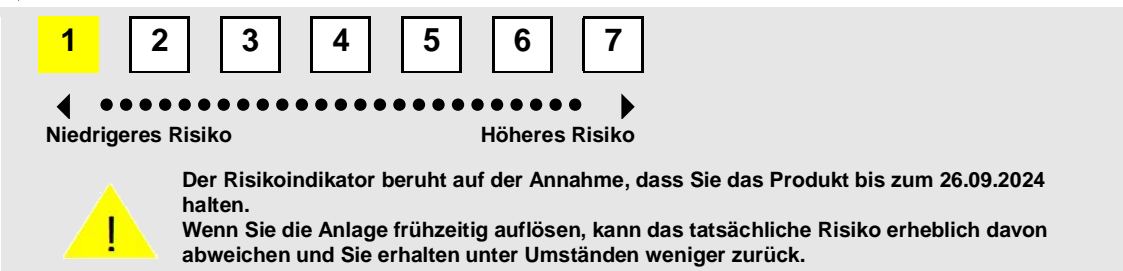 1 2 3 4 5 6 7
Niedrigeres Risiko Höheres Risiko
Der Risikoindikator beruht auf der Annahme, dass Sie das Produkt bis zum 26.09.2024
halten.
Wenn Sie die Anlage frühzeitig auflösen, kann das tatsächliche Risiko erheblich davon
abweichen und Sie erhalten unter Umständen weniger zurück.
!